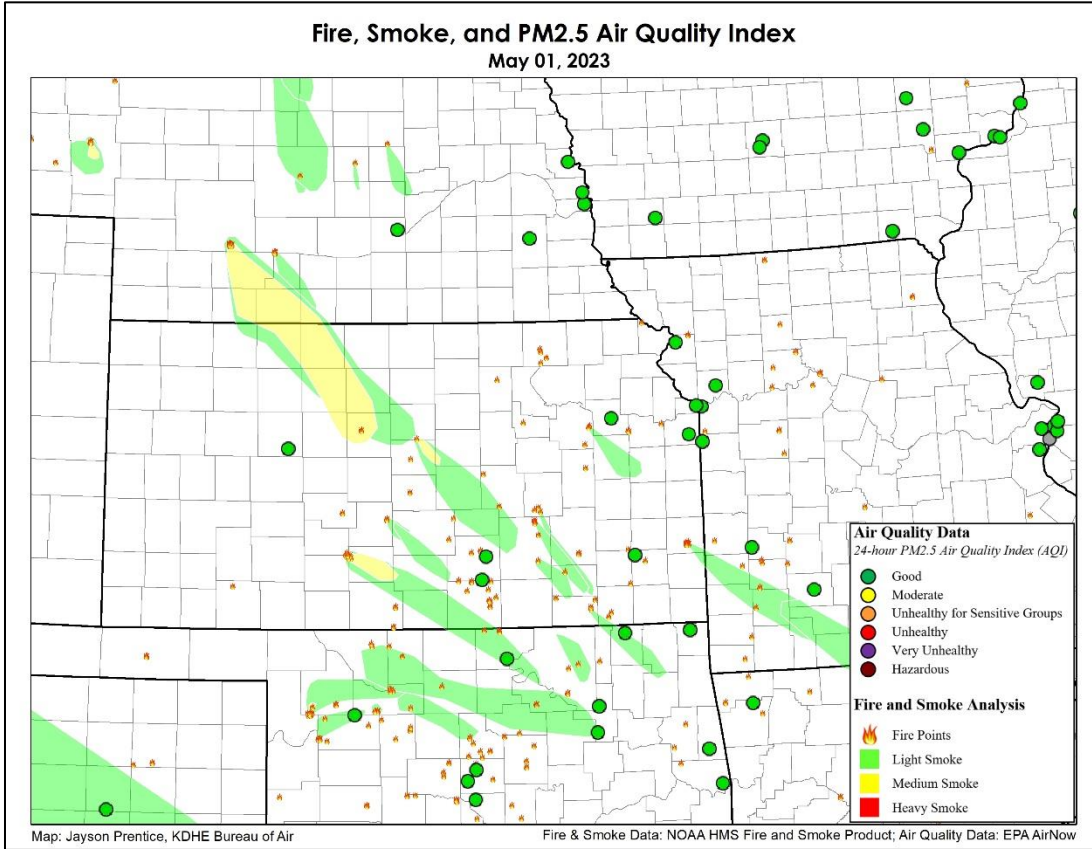 Fire, Smoke, and PM2.5 Air Quality Index
May 01, 2023
Air Quality Data
24-hour PM2.5 Air Quality Index (AQI)
Good
Moderate
Unhealthy for Sensitive Groups
Unhealthy
Very Unhealthy
Hazardous
Fire and Smoke Analysis
Fire Points
Light Smoke
Medium Smoke
Heavy Smoke
Map: Jayson Prentice, KDHE Bureau of Air
Fire & Smoke Data: NOAA HMS Fire and Smoke Product; Air Quality Data: EPA AirNow